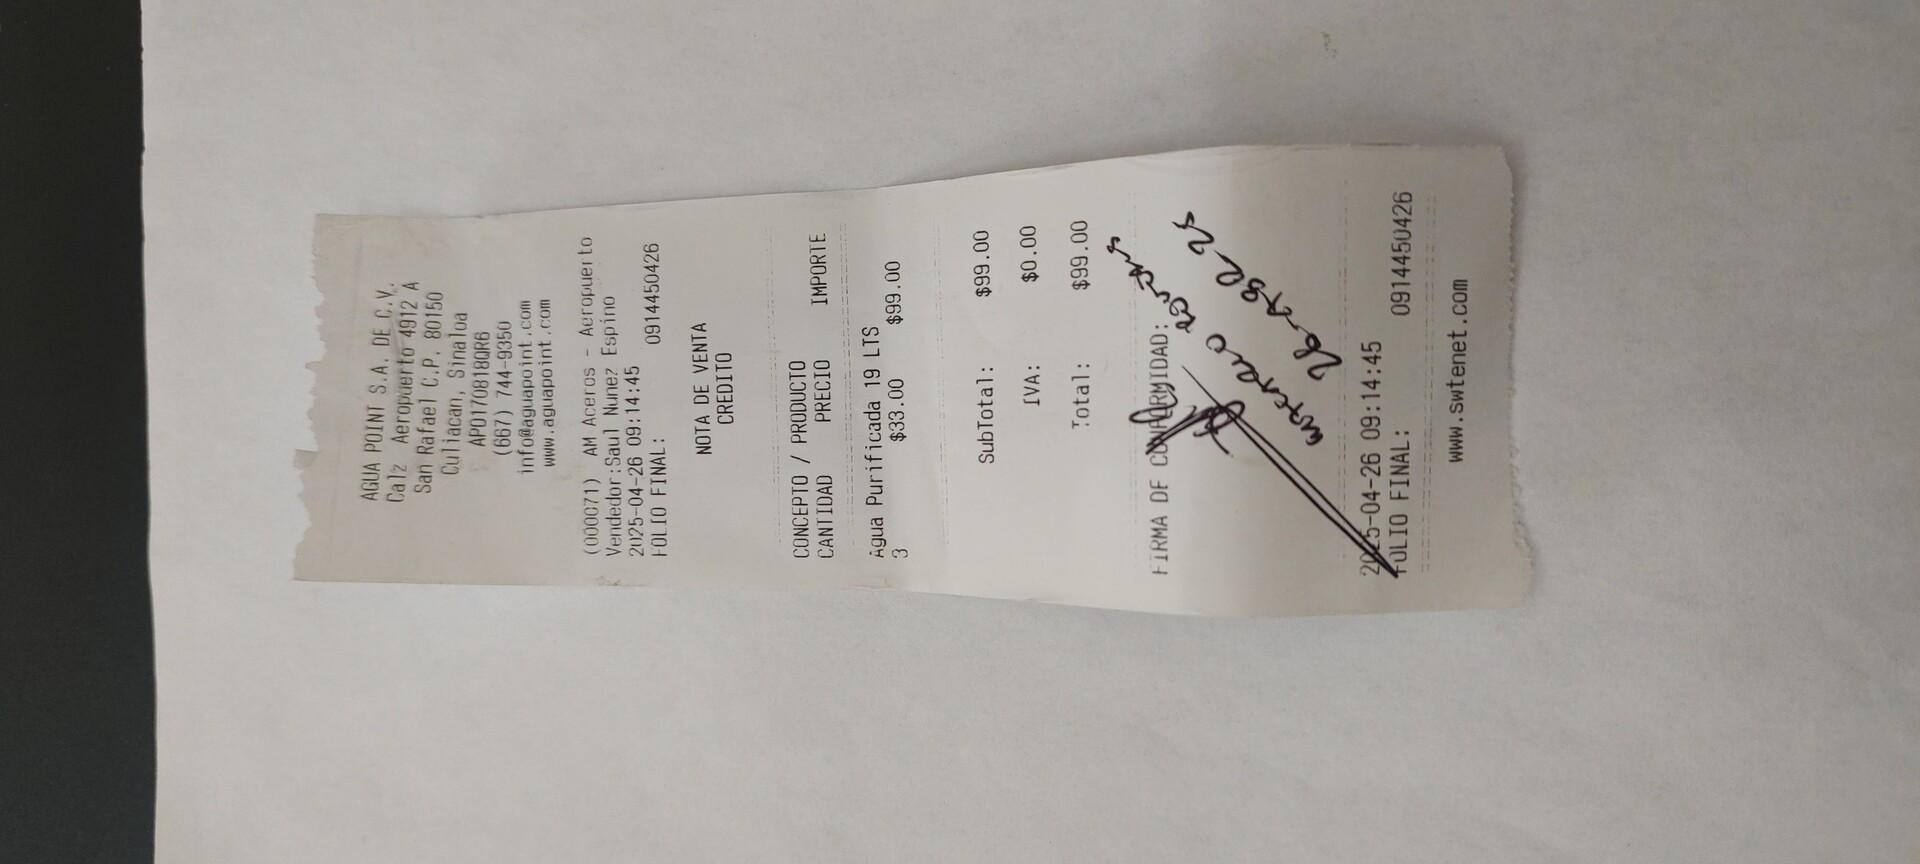 AGUA POINT S.A. DE C.V.
Calz Aeropuerto 4912 A
San Rafael C.P. 80150
Culiacan, Sinaloa
APO1708180R6
(667) 744-9350
info@aguapoint.com
www.aguapoint.com
(000071) AM Aceros - Aeropuerto
Vendedor:Saul Nunez Espino
2025-04-26 09:14:45
FOLIO FINAL: 0914450426
NOTA DE VENTA
CREDITO
CONCEPTO / PRODUCTO
CANTIDAD PRECIO IMPORTE
Agua Purificada 19 LTS
3 $33.00 $99.00
SubTotal: $99.00
IVA: $0.00
Total: $99.00
FIRMA DE CONFORMIDAD:
2025-04-26 09:14:45
FOLIO FINAL: 0914450426
www.swtenet.com